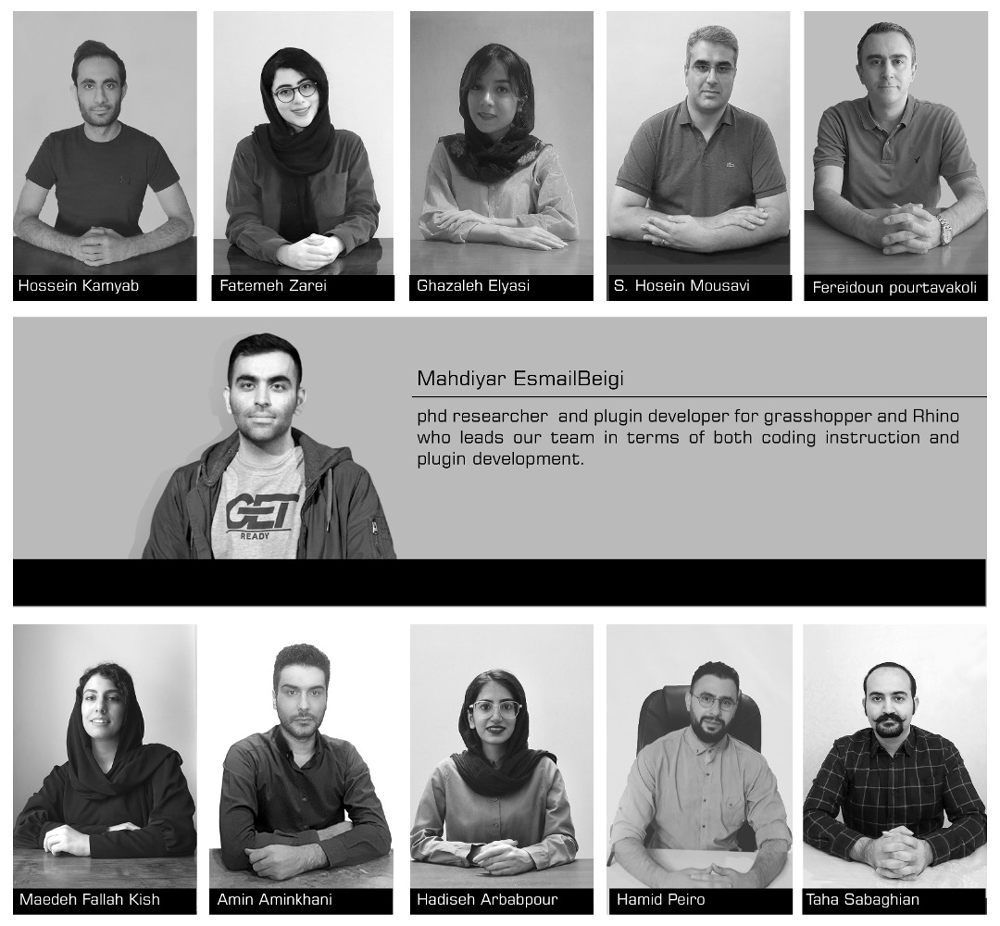 Hossein Kamyab
Fatemeh Zarei
Ghazaleh Elyasi
S. Hosein Mousavi
Fereidoun pourtavakoli
Mahdiyar EsmailBeigi
phd researcher and plugin developer for grasshopper and Rhino
who leads our team in terms of both coding instruction and
plugin development.
GET
READY
Maedeh Fallah Kish
Amin Aminkhani
Hadiseh Arbabpour
Hamid Peiro
Taha Sabaghian